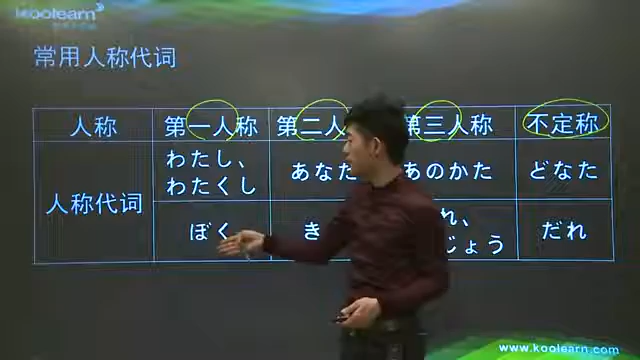 koolearn
常用人称代词
人称 第一人称 第二人 第三人称 不定称
人称代词
わたし、
わたくし
あなた
あのかた
どなた
ぼく
き
れ、
じょう
だれ
www.koolearn.com